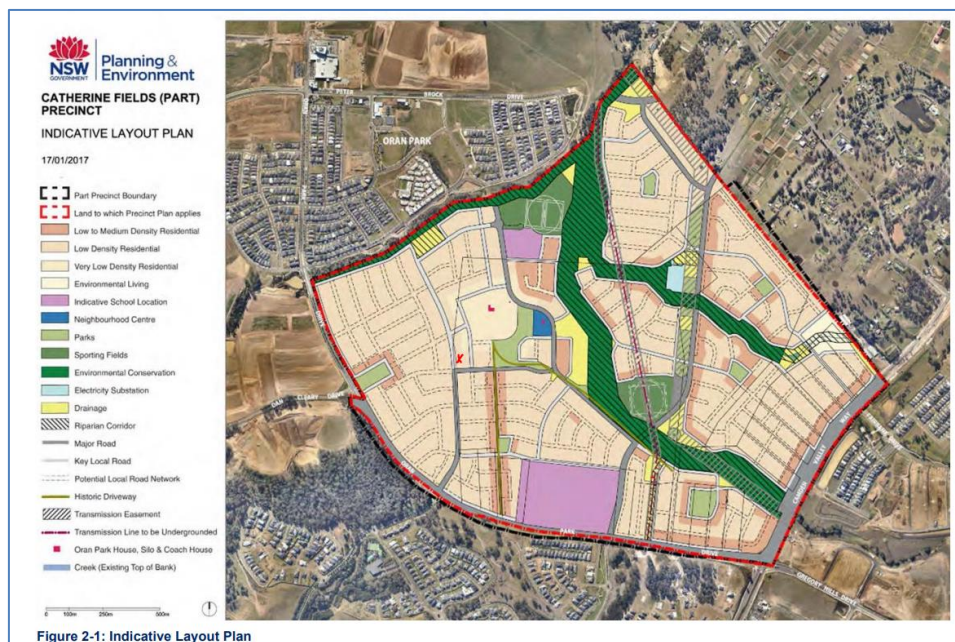 NSW
GOVERNMENT
Planning &
Environment
CATHERINE FIELDS (PART)
PRECINCT
INDICATIVE LAYOUT PLAN
17/01/2017
Part Precinct Boundary
Land to which Precinct Plan applies
Low to Medium Density Residential
Low Density Residential
Very Low Density Residential
Environmental Living
Indicative School Location
Neighbourhood Centre
Parks
Sporting Fields
Environmental Conservation
Electricity Substation
Drainage
Riparian Corridor
Major Road
Key Local Road
Potential Local Road Network
Historic Driveway
Transmission Easement
Transmission Line to be Undergrounded
Oran Park House, Silo & Coach House
Creek (Existing Top of Bank)
0 100m 250m 500m
PETER BROCK DRIVE
ORAN PARK
PARK
DRIVE
CAMDEN VALLEY WAY
GREGORY HILLS DRIVE
X
Figure 2-1: Indicative Layout Plan